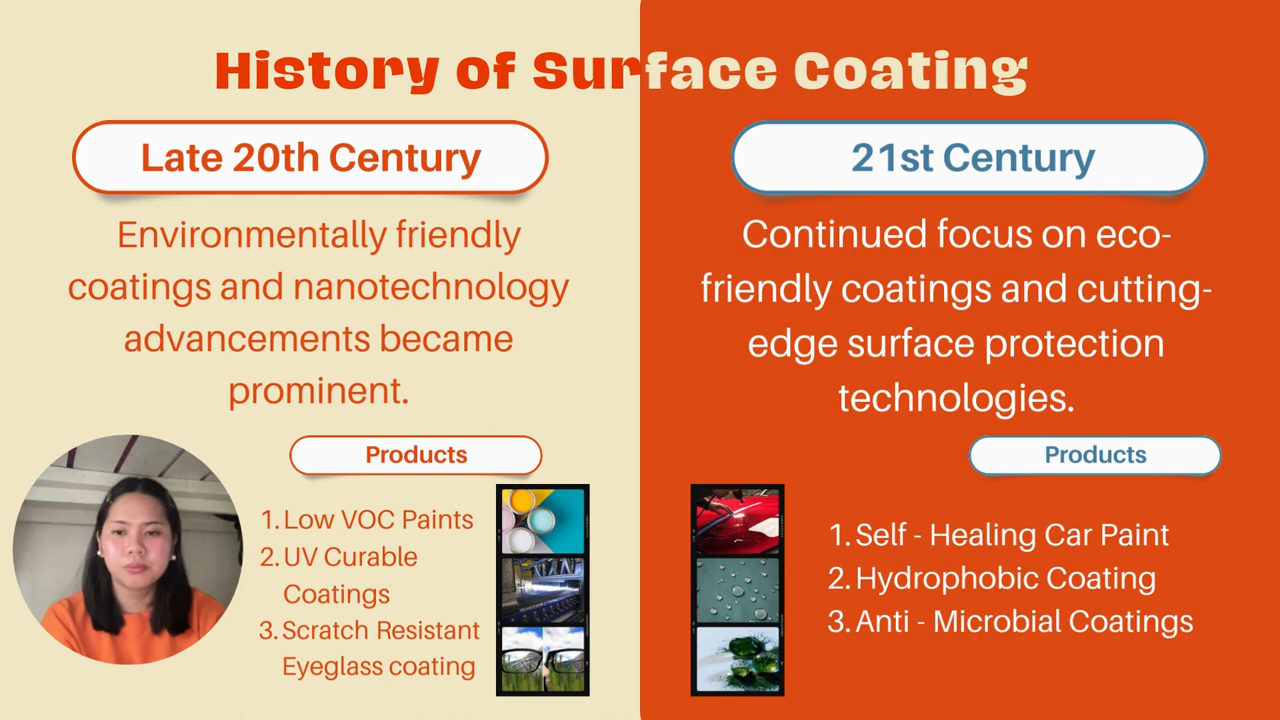 History of Surface Coating
Late 20th Century
Environmentally friendly
coatings and nanotechnology
advancements became
prominent.
Products
1. Low VOC Paints
2. UV Curable
Coatings
3. Scratch Resistant
Eyeglass coating
21st Century
Continued focus on eco-
friendly coatings and cutting-
edge surface protection
technologies.
Products
1. Self - Healing Car Paint
2. Hydrophobic Coating
3. Anti - Microbial Coatings